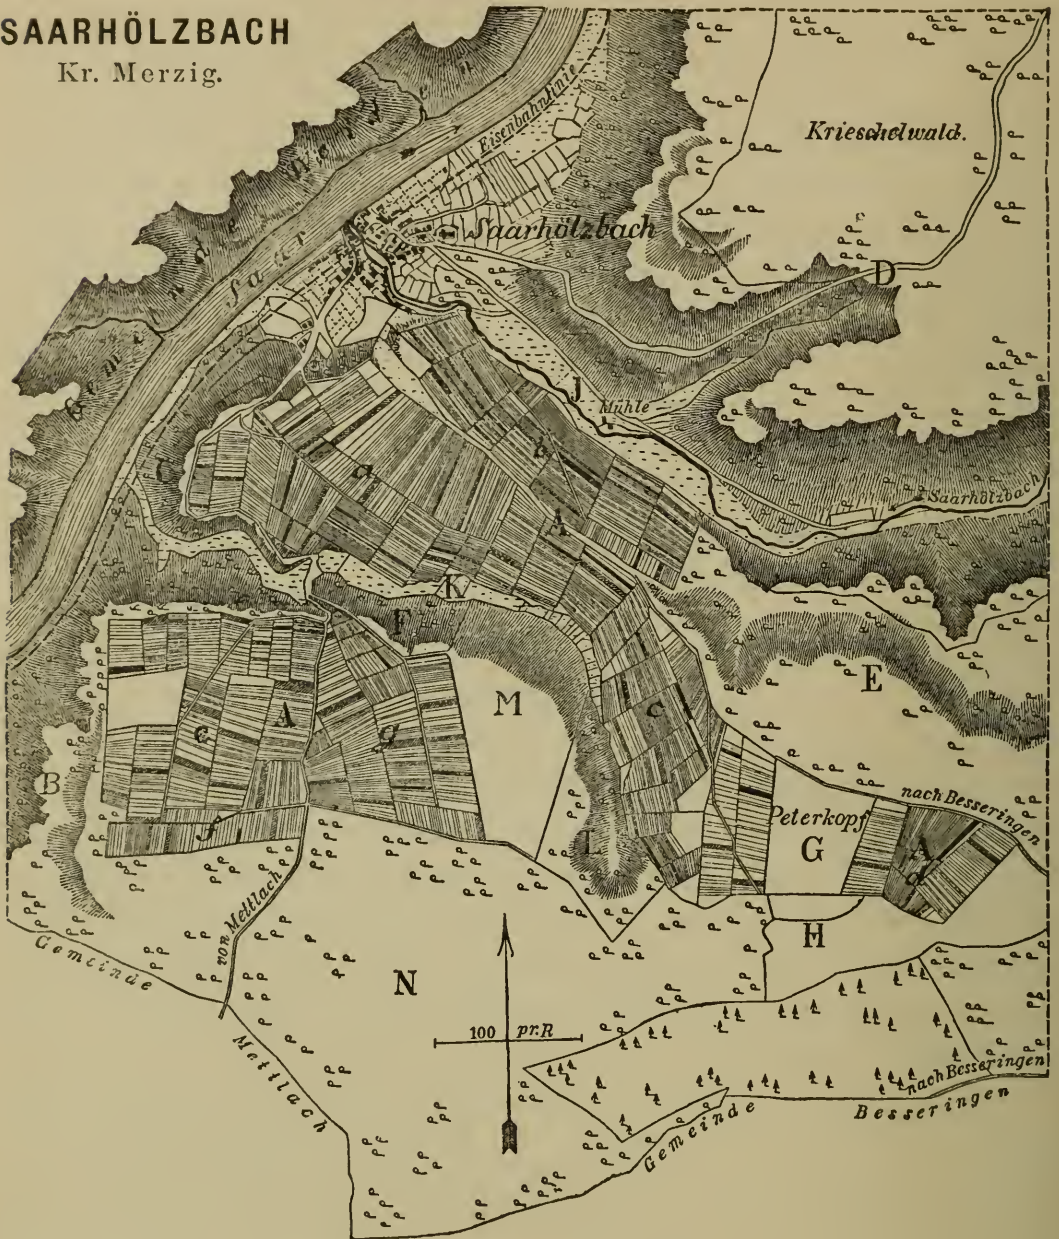 SAARHÖLZBACH
Kr. Merzig.
Eisenbahnlinie
Krieschelwald.
Saar
Gemeinde
Saarhölzbach
D
J
Mühle
a
b
C
A
Saarhölzbach
K
F
E
M
c
e
A
g
B
nach Besseringen
Peterkopf
G
A
d
f
L
von Mettlach
H
Gemeinde
N
100 pr.R
Mettlach
nach Besseringen
Gemeinde
Besseringen